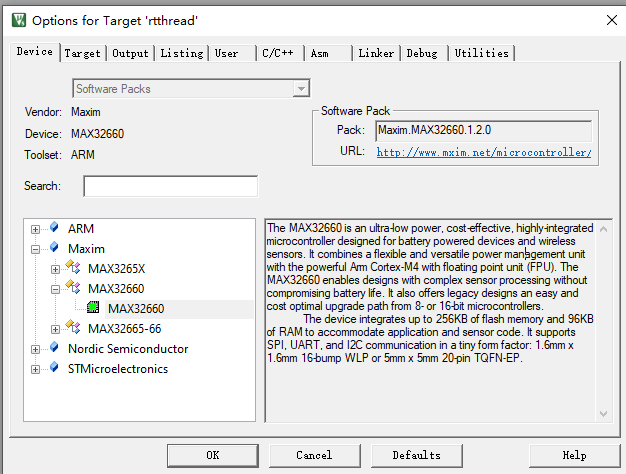 Options for Target 'rtthread'
Device Target Output Listing User C/C++ Asm Linker Debug Utilities
Software Packs
Vendor: Maxim
Device: MAX32660
Toolset: ARM
Search:
Software Pack
Pack: Maxim.MAX32660.1.2.0
URL: http://www.mxim.net/microcontroller/
ARM
Maxim
MAX3265X
MAX32660
MAX32660
MAX32665-66
Nordic Semiconductor
STMicroelectronics
The MAX32660 is an ultra-low power, cost-effective, highly-integrated
microcontroller designed for battery powered devices and wireless
sensors. It combines a flexible and versatile power management unit
with the powerful Arm Cortex-M4 with floating point unit (FPU). The
MAX32660 enables designs with complex sensor processing without
compromising battery life. It also offers legacy designs an easy and
cost optimal upgrade path from 8- or 16-bit microcontrollers.
The device integrates up to 256KB of flash memory and 96KB
of RAM to accommodate application and sensor code. It supports
SPI, UART, and I2C communication in a tiny form factor: 1.6mm x
1.6mm 16-bump WLP or 5mm x 5mm 20-pin TQFN-EP.
OK Cancel Defaults Help